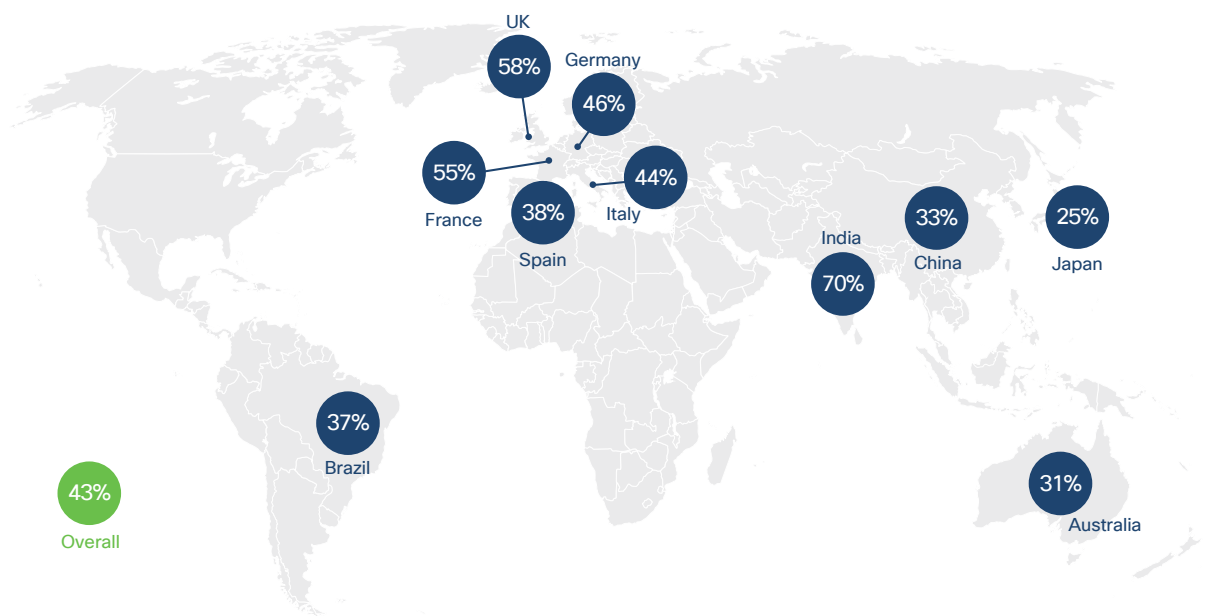 UK
58%
Germany
46%
55%
France
44%
Italy
38%
Spain
India
70%
33%
China
25%
Japan
37%
Brazil
43%
Overall
31%
Australia